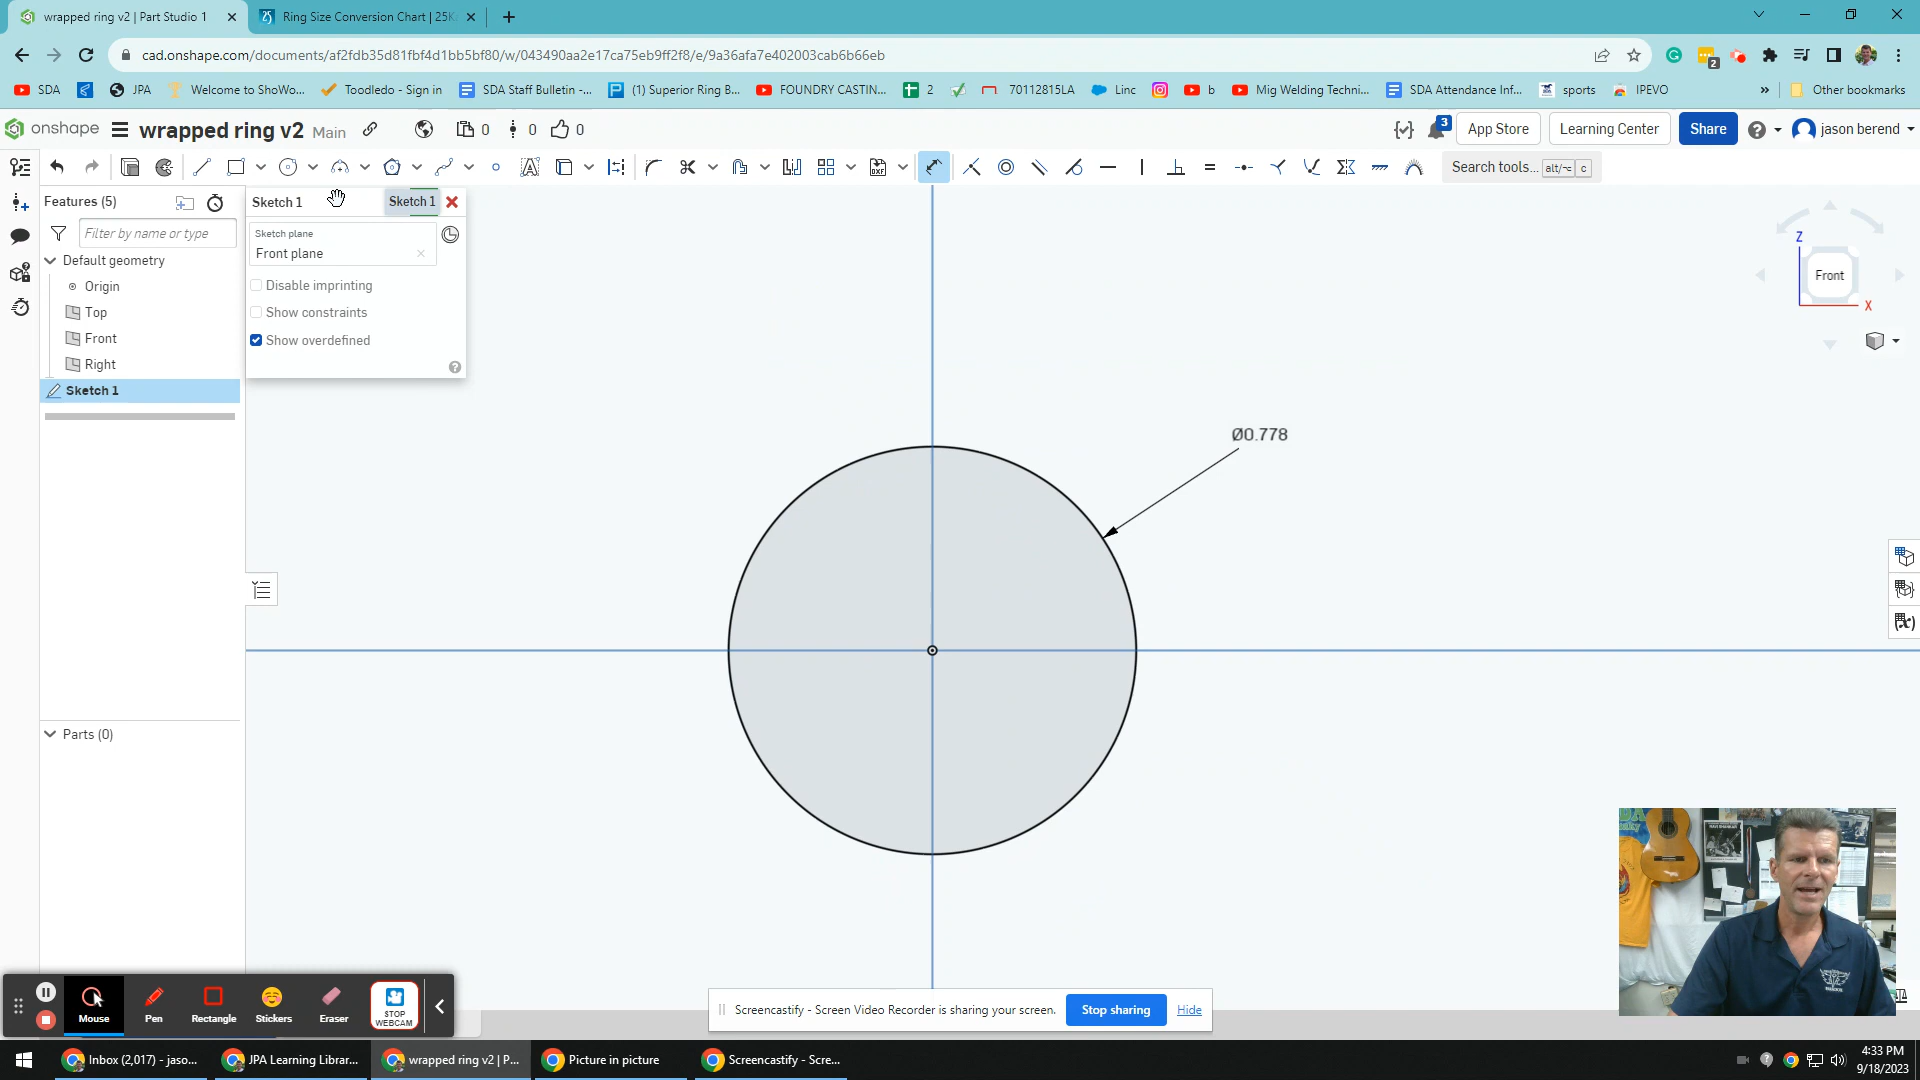 wrapped ring v2 | Part Studio 1
Ring Size Conversion Chart | 25K
cad.onshape.com/documents/af2fdb35d81fbf4d1bb5bf80/w/043490aa2e17ca75eb9ff2f8/e/9a36afa7e402003cab6b66eb
2
SDA
JPA
Welcome to ShoWo...
Toodledo - Sign in
SDA Staff Bulletin -...
(1) Superior Ring B...
FOUNDRY CASTIN...
2
70112815LA
Linc
b
Mig Welding Techni...
SDA Attendance Inf...
sports
IPEVO
»
Other bookmarks
onshape
wrapped ring v2 Main
0
0
0
3
App Store
Learning Center
Share
jason berend
DXF
Search tools... alt/⌥ c
Features (5)
Filter by name or type
Default geometry
Origin
Top
Front
Right
Sketch 1
Parts (0)
Sketch 1
Sketch 1
Sketch plane
Front plane
Disable imprinting
Show constraints
Show overdefined
Ø0.778
Z
Front
X
(x)
Mouse
Pen
Rectangle
Stickers
Eraser
STOP
WEBCAM
Screencastify - Screen Video Recorder is sharing your screen.
Stop sharing
Hide
Inbox (2,017) - jaso...
JPA Learning Librar...
wrapped ring v2 | P...
Picture in picture
Screencastify - Scre...
4:33 PM
9/18/2023